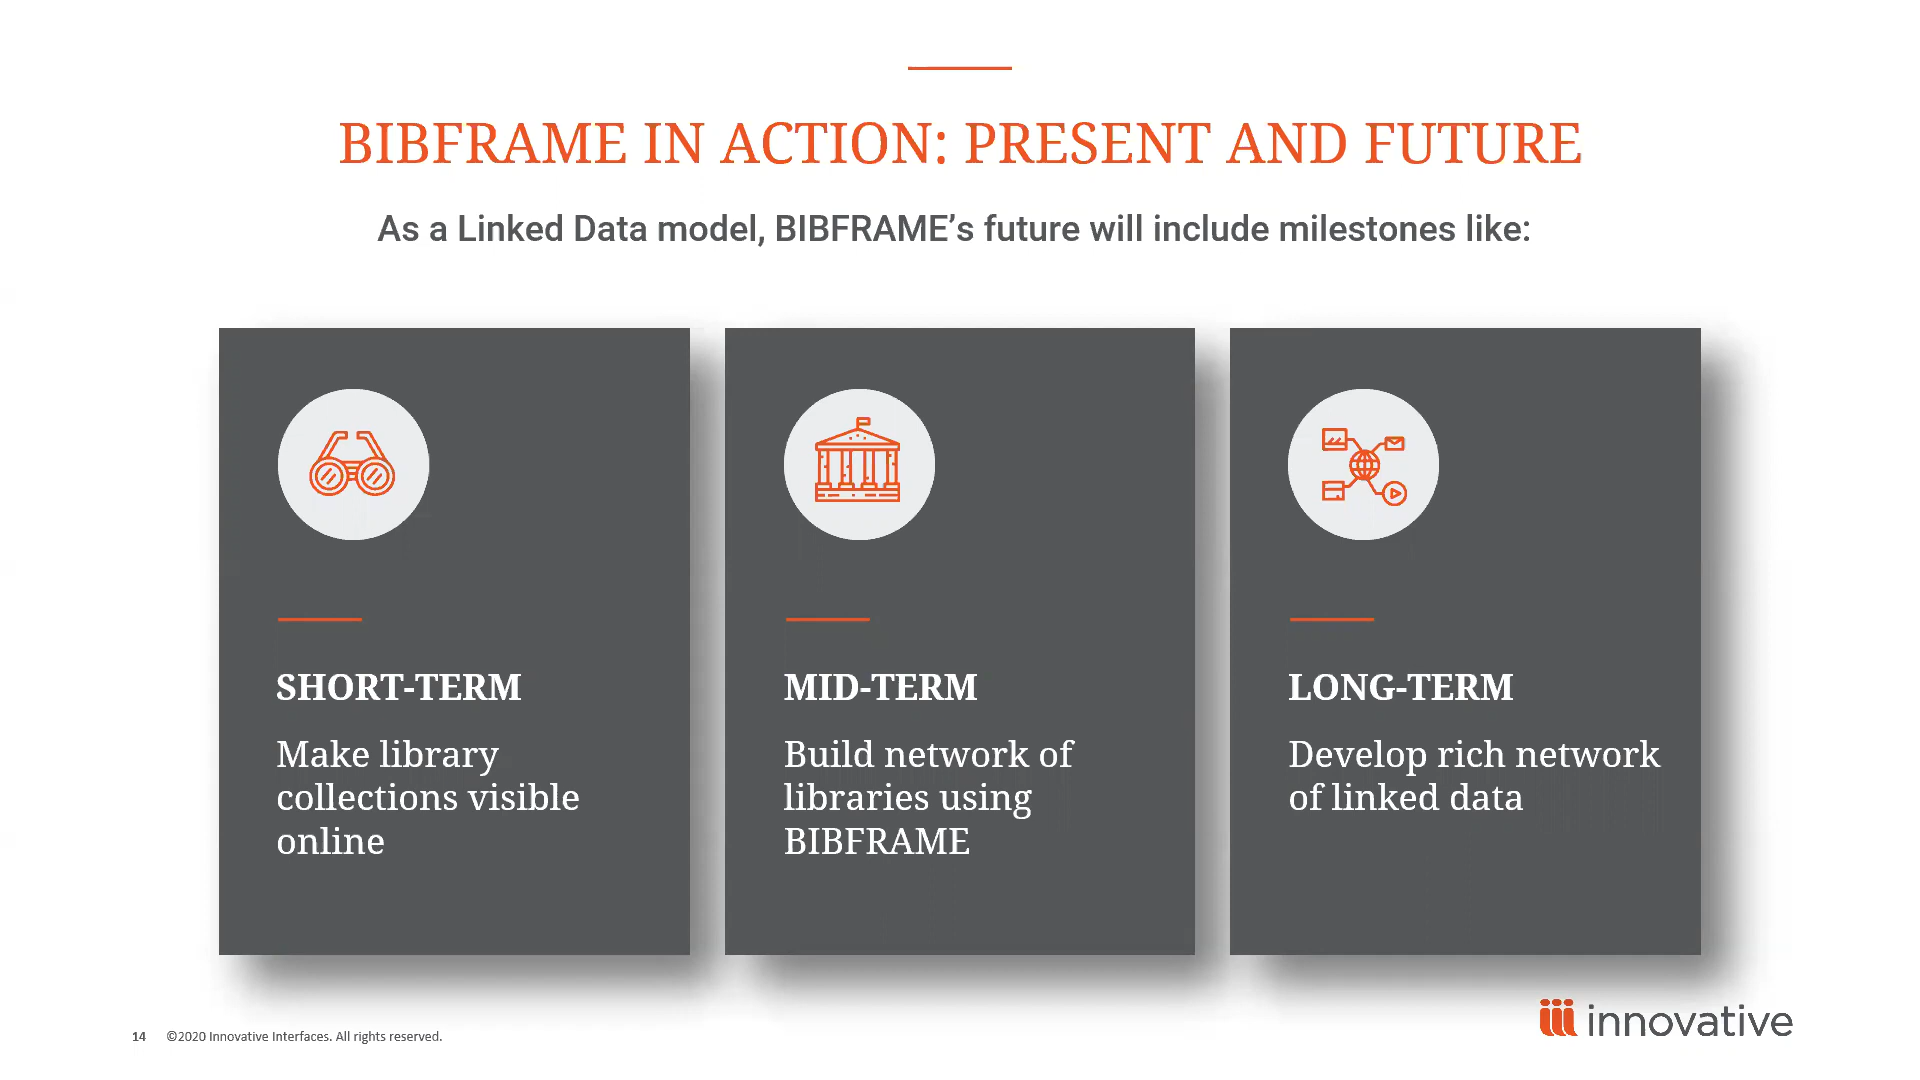 BIBFRAME IN ACTION: PRESENT AND FUTURE
As a Linked Data model, BIBFRAME’s future will include milestones like:
SHORT-TERM
Make library
collections visible
online
MID-TERM
Build network of
libraries using
BIBFRAME
LONG-TERM
Develop rich network
of linked data
14 ©2020 Innovative Interfaces. All rights reserved.
innovative